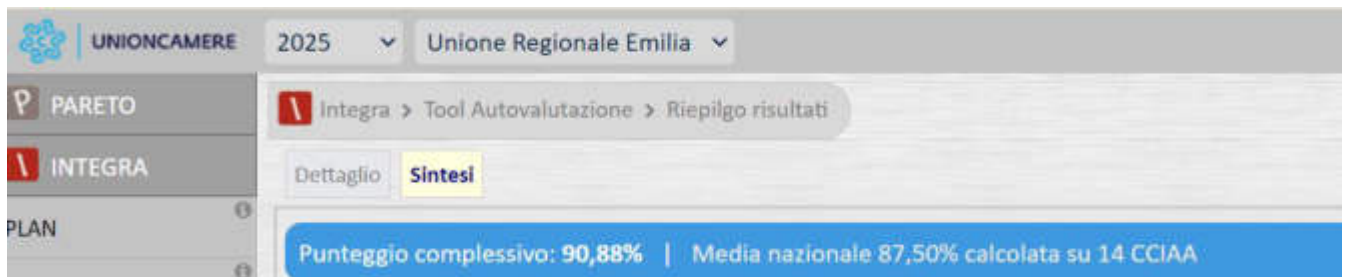 UNIONCAMERE 2025 Unione Regionale Emilia
P PARETO
Integra > Tool Autovalutazione > Riepilgo risultati
INTEGRA
Dettaglio Sintesi
PLAN
Punteggio complessivo: 90,88% | Media nazionale 87,50% calcolata su 14 CCIAA